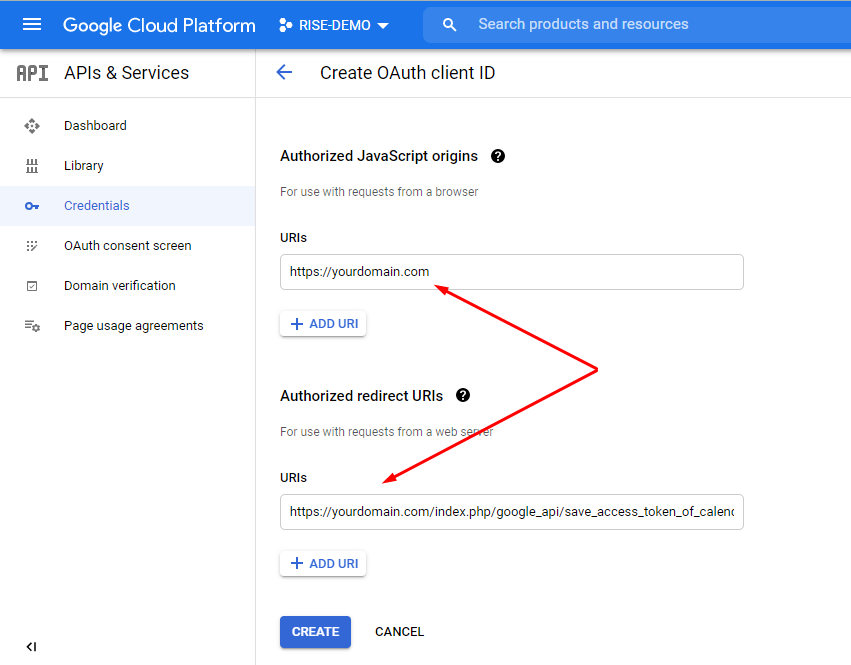 Google Cloud Platform
RISE-DEMO
Search products and resources
API APIs & Services
Create OAuth client ID
Dashboard
Library
Credentials
OAuth consent screen
Domain verification
Page usage agreements
Authorized JavaScript origins ?
For use with requests from a browser
URIs
https://yourdomain.com
+ ADD URI
Authorized redirect URIs ?
For use with requests from a web server
URIs
https://yourdomain.com/index.php/google_api/save_access_token_of_calend
+ ADD URI
CREATE
CANCEL